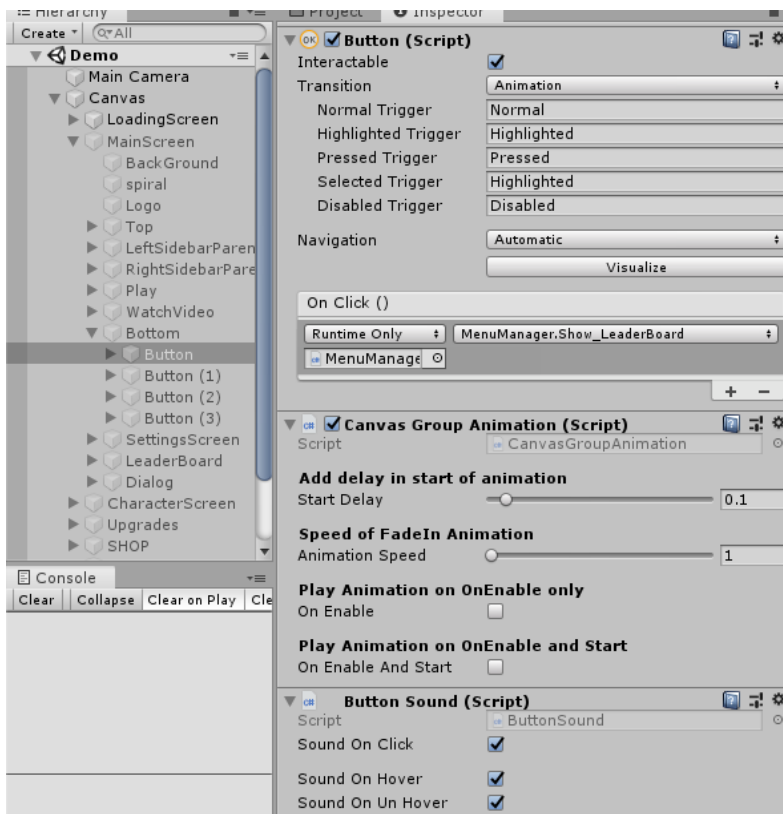 Hierarchy
Create
All
Demo
Main Camera
Canvas
LoadingScreen
MainScreen
BackGround
spiral
Logo
Top
LeftSidebarParen
RightSidebarPare
Play
WatchVideo
Bottom
Button
Button (1)
Button (2)
Button (3)
SettingsScreen
LeaderBoard
Dialog
CharacterScreen
Upgrades
SHOP
Console
Clear Collapse Clear on Play Cle
Project Inspector
OK Button (Script)
Interactable
Transition Animation
Normal Trigger Normal
Highlighted Trigger Highlighted
Pressed Trigger Pressed
Selected Trigger Highlighted
Disabled Trigger Disabled
Navigation Automatic
Visualize
On Click ()
Runtime Only MenuManager.Show_LeaderBoard
MenuManage
+ −
c# Canvas Group Animation (Script)
Script CanvasGroupAnimation
Add delay in start of animation
Start Delay 0.1
Speed of FadeIn Animation
Animation Speed 1
Play Animation on OnEnable only
On Enable
Play Animation on OnEnable and Start
On Enable And Start
c# Button Sound (Script)
Script ButtonSound
Sound On Click
Sound On Hover
Sound On Un Hover